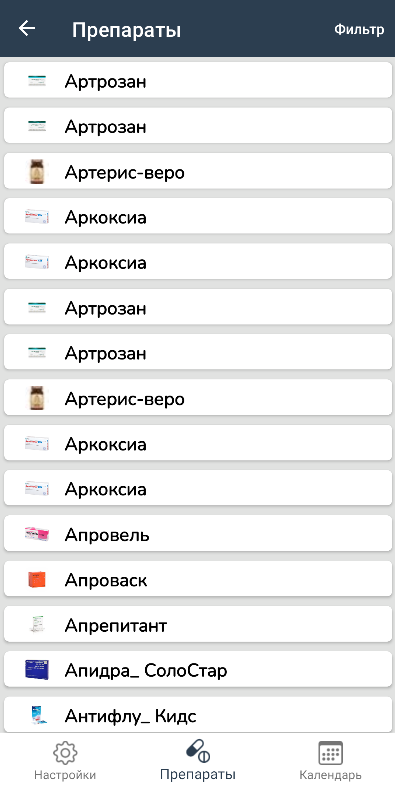 Препараты
Фильтр
Артрозан
Артрозан
Артерис-веро
Аркоксиа
Аркоксиа
Артрозан
Артрозан
Артерис-веро
Аркоксиа
Аркоксиа
Апровель
Апроваск
Апрепитант
Апидра_ СолоСтар
Антифлу_ Кидс
Настройки
Препараты
Календарь